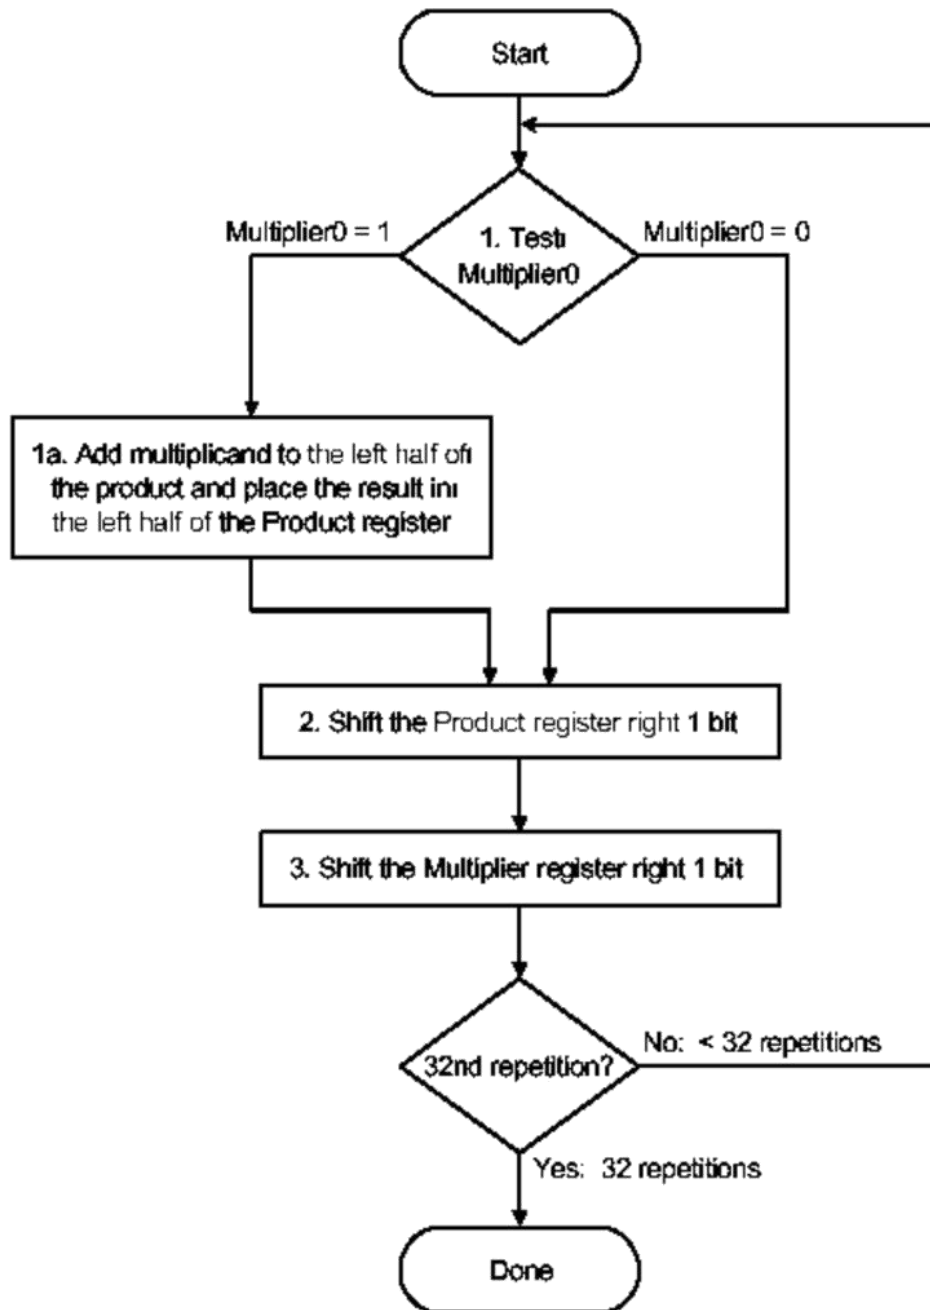 Start
Multiplier0 = 1
1. Test
Multiplier0
Multiplier0 = 0
1a. Add multiplicand to the left half of
the product and place the result in
the left half of the Product register
2. Shift the Product register right 1 bit
3. Shift the Multiplier register right 1 bit
32nd repetition?
No: < 32 repetitions
Yes: 32 repetitions
Done